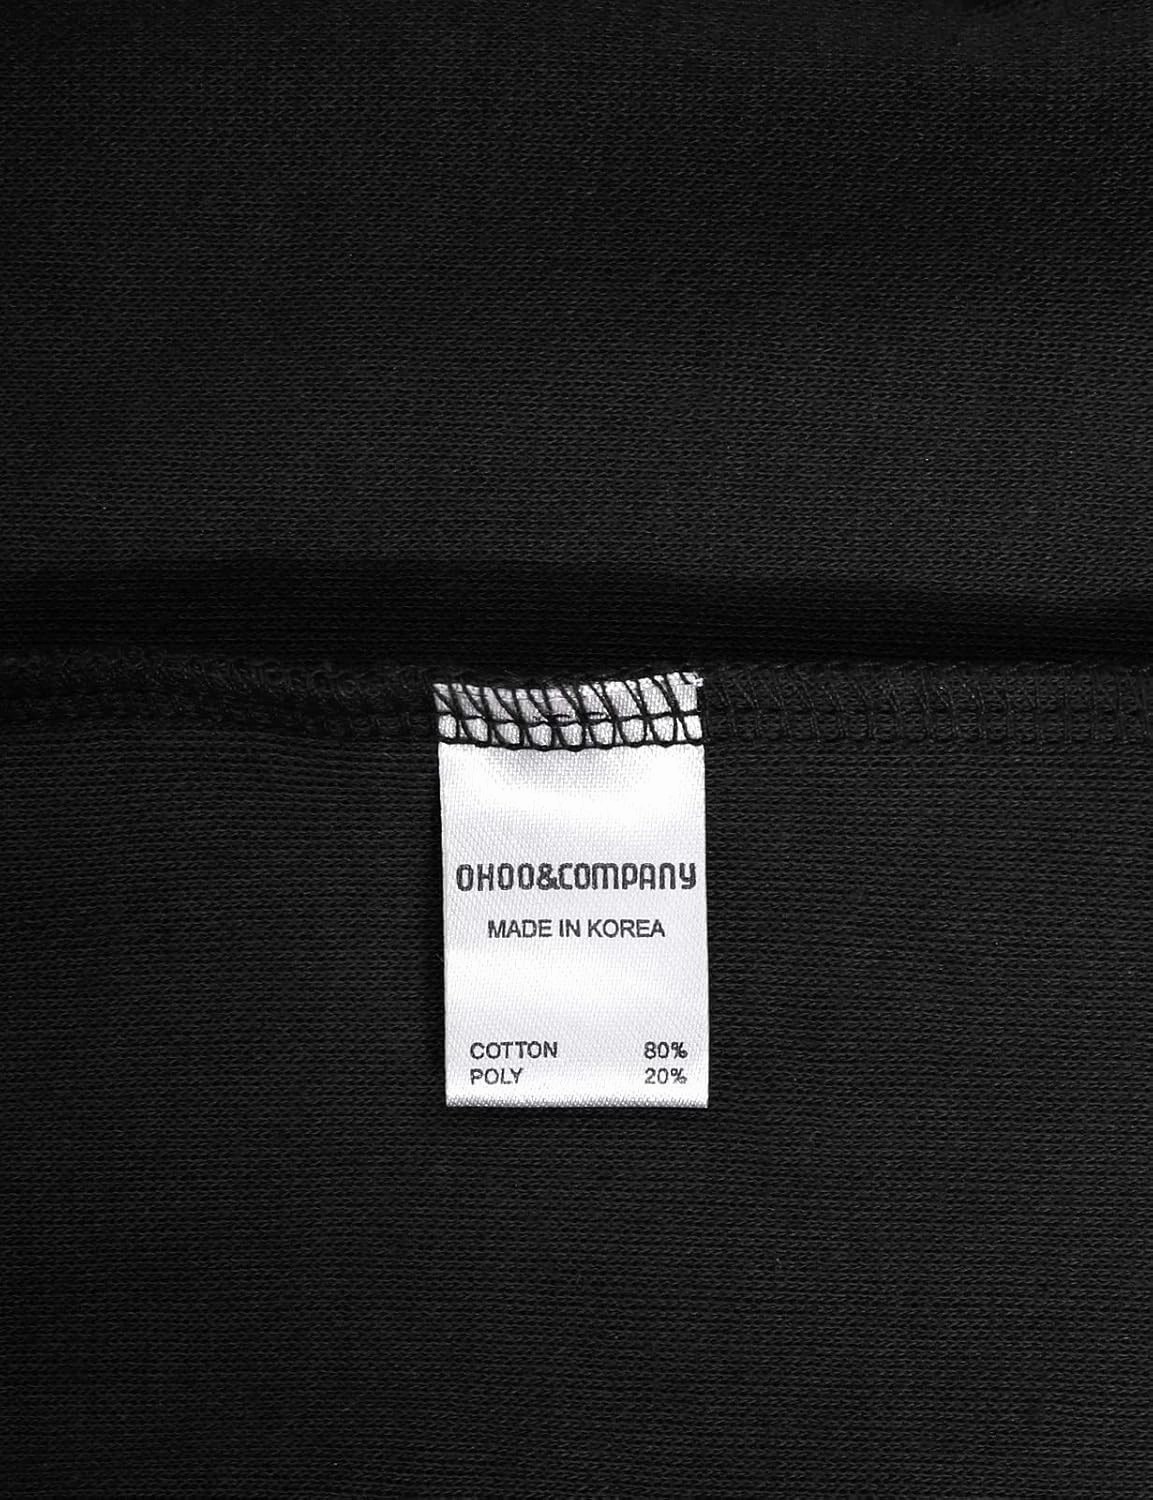 OHOO&COMPANY
MADE IN KOREA
COTTON 80%
POLY 20%